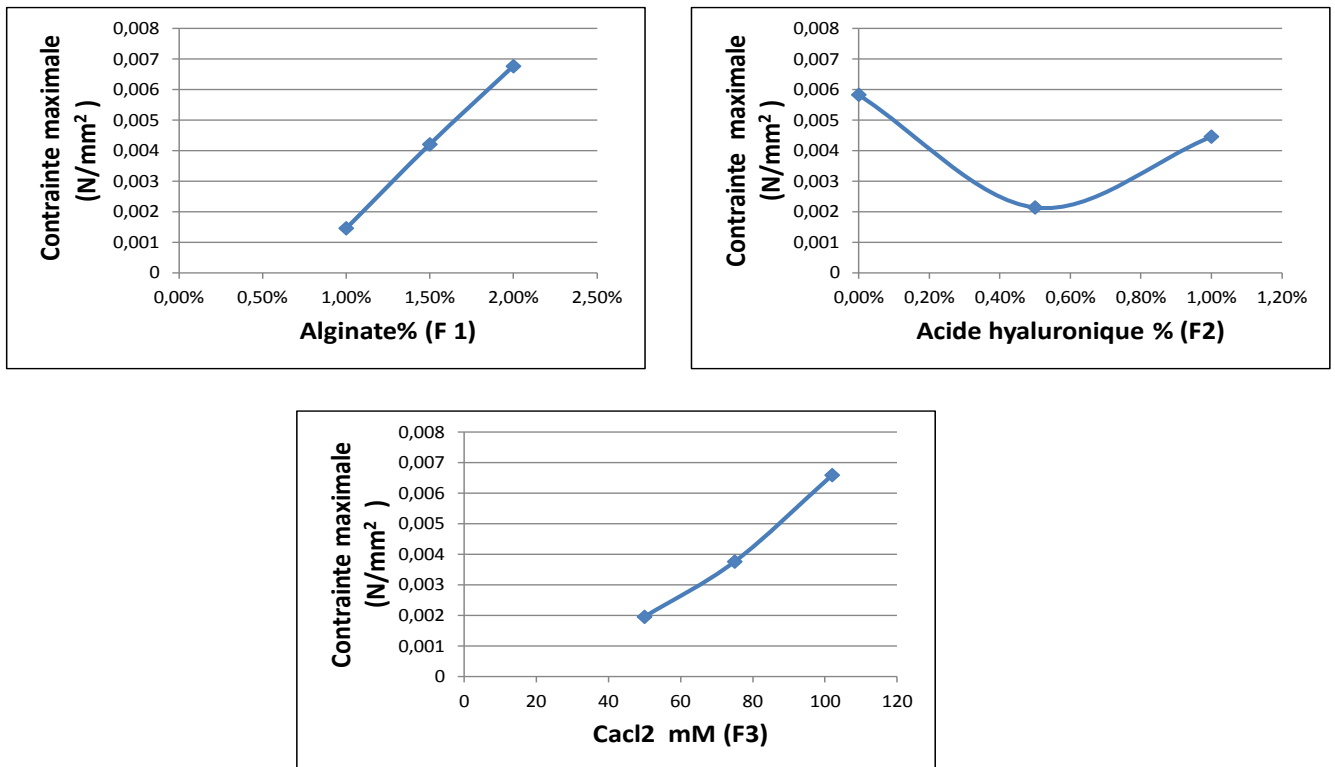 Contrainte maximale
(N/mm² )
0,008
0,007
0,006
0,005
0,004
0,003
0,002
0,001
0
0,00% 0,50% 1,00% 1,50% 2,00% 2,50%
Alginate% (F 1)
Contrainte maximale
(N/mm² )
0,008
0,007
0,006
0,005
0,004
0,003
0,002
0,001
0
0,00% 0,20% 0,40% 0,60% 0,80% 1,00% 1,20%
Acide hyaluronique % (F2)
Contrainte maximale
(N/mm² )
0,008
0,007
0,006
0,005
0,004
0,003
0,002
0,001
0
0 20 40 60 80 100 120
Cacl2 mM (F3)